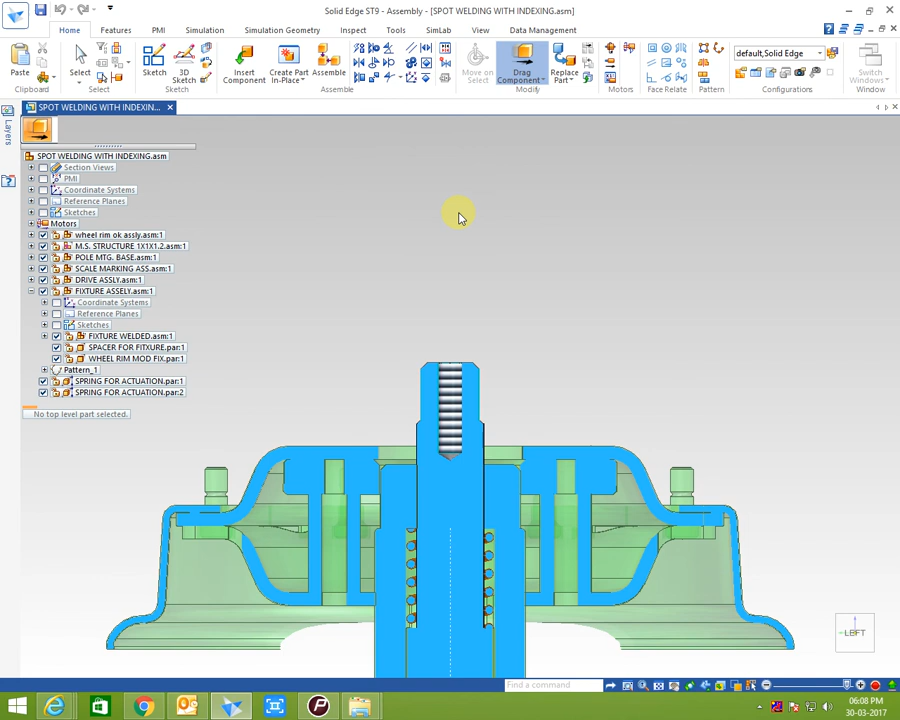 Solid Edge ST9 - Assembly - [SPOT WELDING WITH INDEXING.asm]
Home
Features
PMI
Simulation
Simulation Geometry
Inspect
Tools
SimLab
View
Data Management
Paste
Select
Sketch
3D Sketch
Insert Component
Create Part In-Place
Assemble
Move on Select
Drag Component
Replace Part
default,Solid Edge
Switch Windows
Clipboard
Select
Sketch
Assemble
Modify
Motors
Face Relate
Pattern
Configurations
Window
SPOT WELDING WITH INDEXIN...
Layers
SPOT WELDING WITH INDEXING.asm
Section Views
PMI
Coordinate Systems
Reference Planes
Sketches
Motors
wheel rim ok assly.asm:1
M.S. STRUCTURE 1X1X1.2.asm:1
POLE MTG. BASE.asm:1
SCALE MARKING ASS.asm:1
DRIVE ASSLY.asm:1
FIXTURE ASSELY.asm:1
Coordinate Systems
Reference Planes
Sketches
FIXTURE WELDED.asm:1
SPACER FOR FITXURE.par:1
WHEEL RIM MOD FIX.par:1
Pattern_1
SPRING FOR ACTUATION.par:1
SPRING FOR ACTUATION.par:2
No top level part selected.
LEFT
Find a command
06:08 PM
30-03-2017